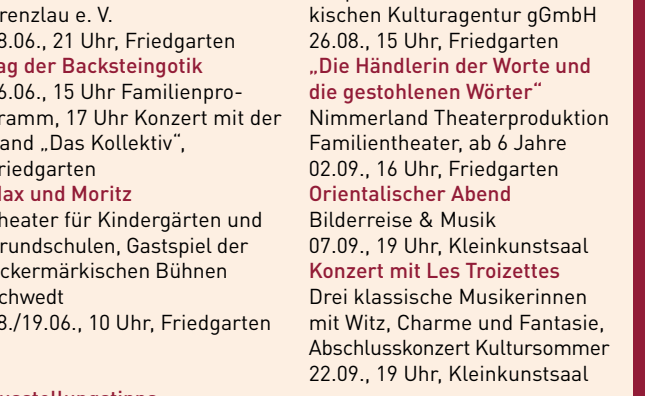 renzlau e. V.
8.06., 21 Uhr, Friedgarten
ag der Backsteingotik
6.06., 15 Uhr Familienpro-
ramm, 17 Uhr Konzert mit der
and „Das Kollektiv“,
riedgarten
ax und Moritz
heater für Kindergärten und
rundschulen, Gastspiel der
ckermärkischen Bühnen
chwedt
8./19.06., 10 Uhr, Friedgarten
kischen Kulturagentur gGmbH
26.08., 15 Uhr, Friedgarten
„Die Händlerin der Worte und
die gestohlenen Wörter“
Nimmerland Theaterproduktion
Familientheater, ab 6 Jahre
02.09., 16 Uhr, Friedgarten
Orientalischer Abend
Bilderreise & Musik
07.09., 19 Uhr, Kleinkunstsaal
Konzert mit Les Troizettes
Drei klassische Musikerinnen
mit Witz, Charme und Fantasie,
Abschlusskonzert Kultursommer
22.09., 19 Uhr, Kleinkunstsaal